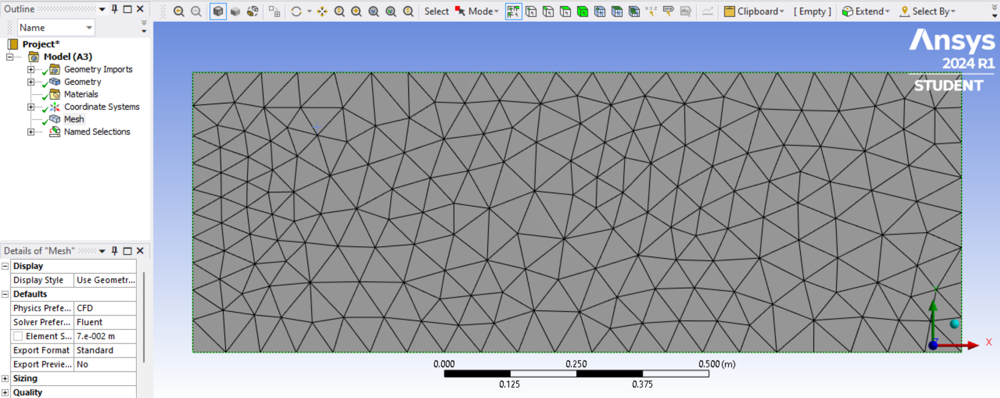 Outline
Name
Project*
Model (A3)
Geometry Imports
Geometry
Materials
Coordinate Systems
Mesh
Named Selections
Details of "Mesh"
Display
Display Style Use Geometr...
Defaults
Physics Prefe... CFD
Solver Prefer... Fluent
Element S... 7.e-002 m
Export Format Standard
Export Previe... No
Sizing
Quality
Select Mode Clipboard [ Empty ] Extend Select By
Ansys
2024 R1
STUDENT
Y
Z
X
0.000 0.250 0.500 (m)
0.125 0.375